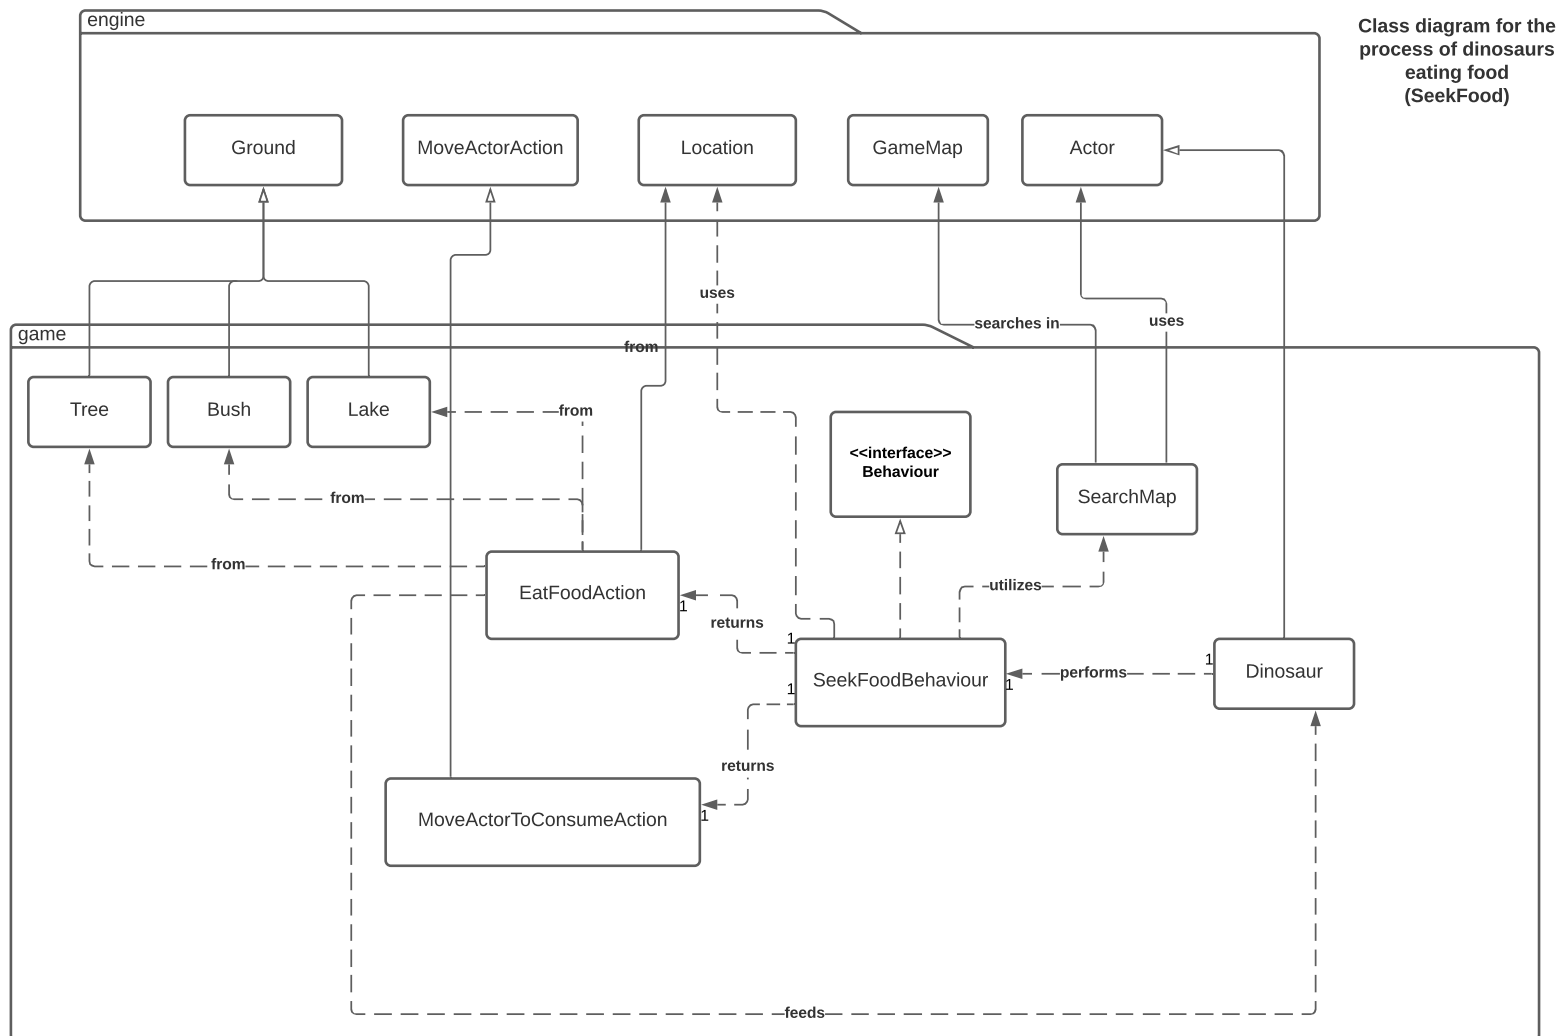 engine
Class diagram for the
process of dinosaurs
eating food
(SeekFood)
Ground
MoveActorAction
Location
GameMap
Actor
uses
searches in
uses
game
from
Tree
Bush
Lake
from
<<interface>>
Behaviour
SearchMap
from
from
EatFoodAction
utilizes
1
returns
1
SeekFoodBehaviour
1
1
performs
1
Dinosaur
returns
1
MoveActorToConsumeAction
feeds